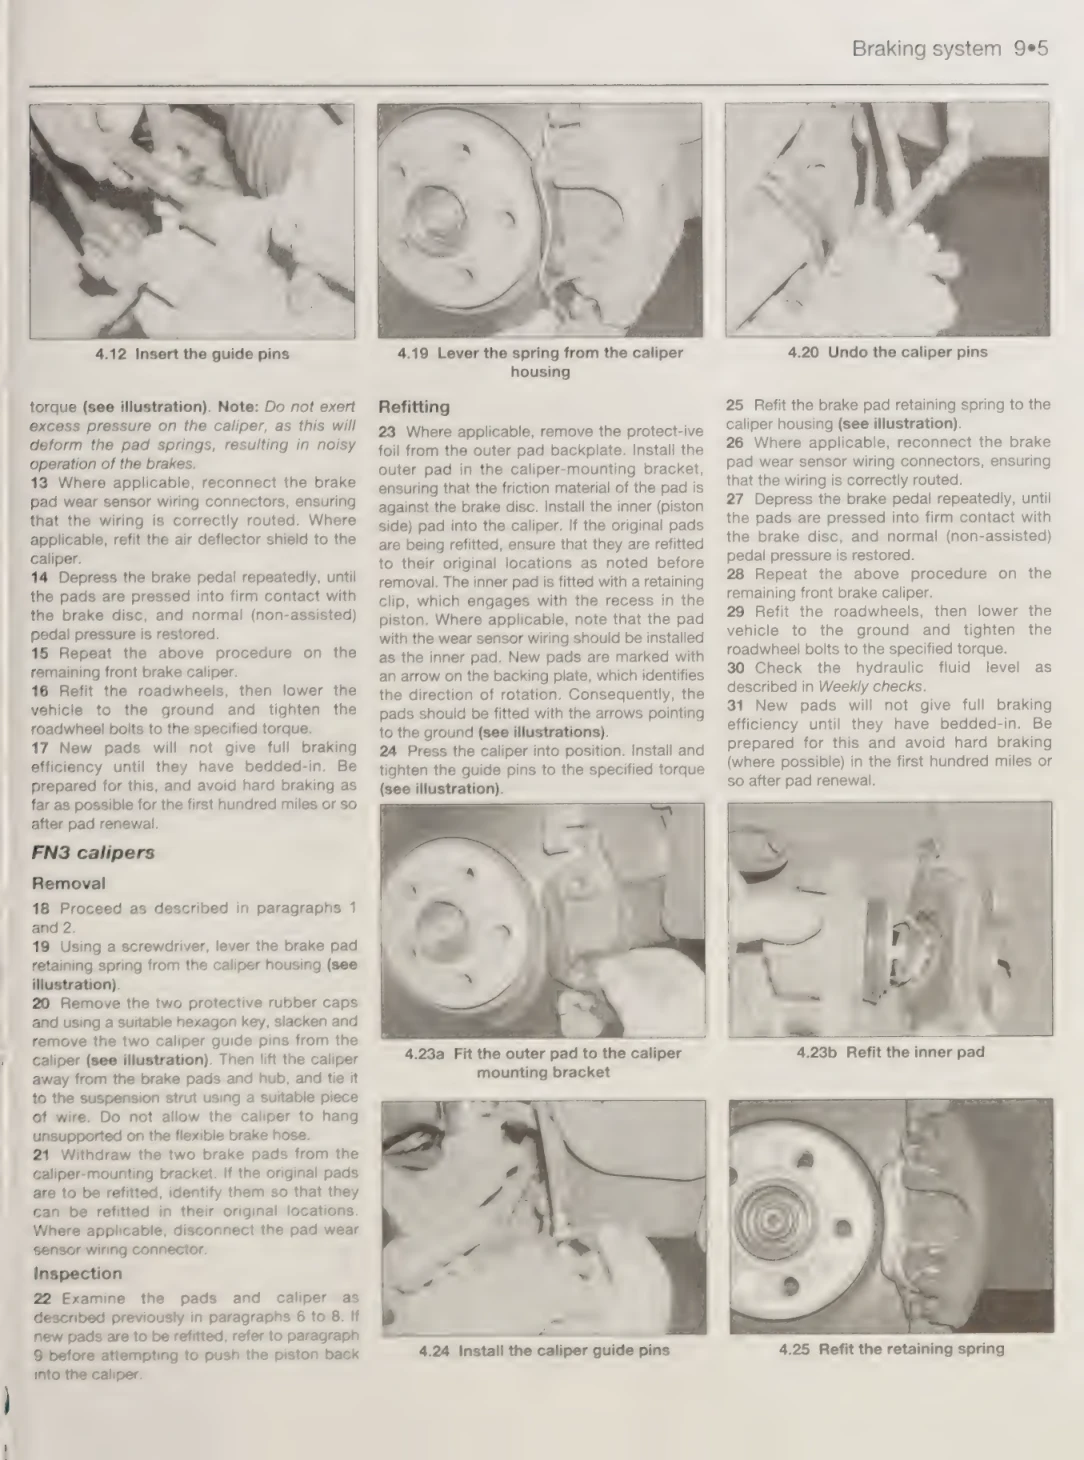 Braking system 9•5
4.12 Insert the guide pins
4.19 Lever the spring from the caliper
housing
4.20 Undo the caliper pins
torque (see illustration). Note: Do not exert
excess pressure on the caliper, as this will
deform the pad springs, resulting in noisy
operation of the brakes.
13 Where applicable, reconnect the brake
pad wear sensor wiring connectors, ensuring
that the wiring is correctly routed. Where
applicable, refit the air deflector shield to the
caliper.
14 Depress the brake pedal repeatedly, until
the pads are pressed into firm contact with
the brake disc, and normal (non-assisted)
pedal pressure is restored.
15 Repeat the above procedure on the
remaining front brake caliper.
16 Refit the roadwheels, then lower the
vehicle to the ground and tighten the
roadwheel bolts to the specified torque.
17 New pads will not give full braking
efficiency until they have bedded-in. Be
prepared for this, and avoid hard braking as
far as possible for the first hundred miles or so
after pad renewal.
FN3 calipers
Removal
18 Proceed as described in paragraphs 1
and 2.
19 Using a screwdriver, lever the brake pad
retaining spring from the caliper housing (see
illustration).
20 Remove the two protective rubber caps
and using a suitable hexagon key, slacken and
remove the two caliper guide pins from the
caliper (see illustration). Then lift the caliper
away from the brake pads and hub, and tie it
to the suspension strut using a suitable piece
of wire. Do not allow the caliper to hang
unsupported on the flexible brake hose.
21 Withdraw the two brake pads from the
caliper-mounting bracket. If the original pads
are to be refitted, identify them so that they
can be refitted in their original locations.
Where applicable, disconnect the pad wear
sensor wiring connector.
Inspection
22 Examine the pads and caliper as
described previously in paragraphs 6 to 8. If
new pads are to be refitted, refer to paragraph
9 before attempting to push the piston back
into the caliper.
Refitting
23 Where applicable, remove the protect-ive
foil from the outer pad backplate. Install the
outer pad in the caliper-mounting bracket,
ensuring that the friction material of the pad is
against the brake disc. Install the inner (piston
side) pad into the caliper. If the original pads
are being refitted, ensure that they are refitted
to their original locations as noted before
removal. The inner pad is fitted with a retaining
clip, which engages with the recess in the
piston. Where applicable, note that the pad
with the wear sensor wiring should be installed
as the inner pad. New pads are marked with
an arrow on the backing plate, which identifies
the direction of rotation. Consequently, the
pads should be fitted with the arrows pointing
to the ground (see illustrations).
24 Press the caliper into position. Install and
tighten the guide pins to the specified torque
(see illustration).
25 Refit the brake pad retaining spring to the
caliper housing (see illustration).
26 Where applicable, reconnect the brake
pad wear sensor wiring connectors, ensuring
that the wiring is correctly routed.
27 Depress the brake pedal repeatedly, until
the pads are pressed into firm contact with
the brake disc, and normal (non-assisted)
pedal pressure is restored.
28 Repeat the above procedure on the
remaining front brake caliper.
29 Refit the roadwheels, then lower the
vehicle to the ground and tighten the
roadwheel bolts to the specified torque.
30 Check the hydraulic fluid level as
described in Weekly checks.
31 New pads will not give full braking
efficiency until they have bedded-in. Be
prepared for this and avoid hard braking
(where possible) in the first hundred miles or
so after pad renewal.
4.23a Fit the outer pad to the caliper
mounting bracket
4.23b Refit the inner pad
4.24 Install the caliper guide pins
4.25 Refit the retaining spring